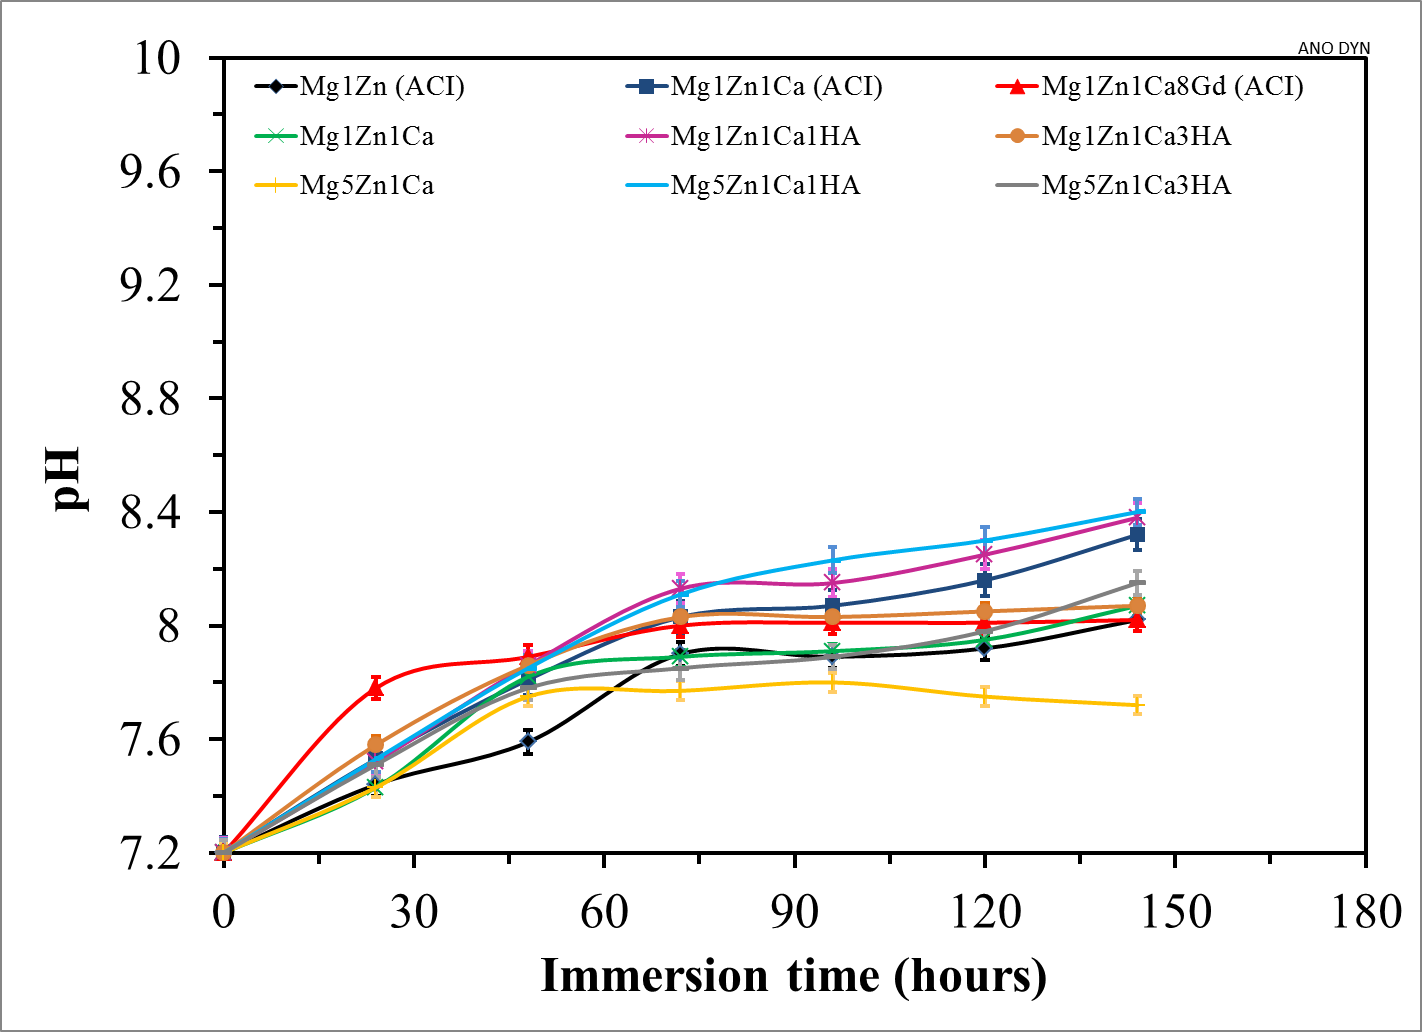 ANO DYN
10
Mg1Zn (ACI) Mg1Zn1Ca (ACI) Mg1Zn1Ca8Gd (ACI)
Mg1Zn1Ca Mg1Zn1Ca1HA Mg1Zn1Ca3HA
Mg5Zn1Ca Mg5Zn1Ca1HA Mg5Zn1Ca3HA
9.6
9.2
8.8
8.4
8
7.6
7.2
pH
0 30 60 90 120 150 180
Immersion time (hours)